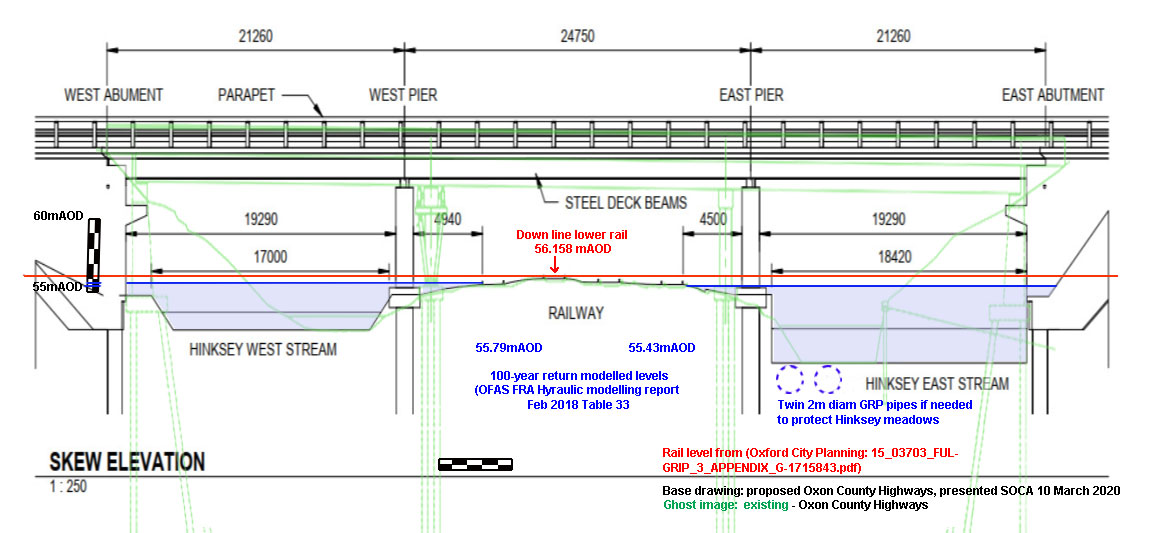 21260 24750 21260
WEST ABUMENT PARAPET WEST PIER EAST PIER EAST ABUTMENT
STEEL DECK BEAMS
60mAOD
19290 4940 4500 19290
Down line lower rail
56.158 mAOD
17000 18420
55mAOD
RAILWAY
HINKSEY WEST STREAM
55.79mAOD 55.43mAOD
100-year return modelled levels
(OFAS FRA Hyraulic modelling report
Feb 2018 Table 33
HINKSEY EAST STREAM
Twin 2m diam GRP pipes if needed
to protect Hinksey meadows
SKEW ELEVATION
1 : 250
Rail level from (Oxford City Planning: 15_03703_FUL-
GRIP_3_APPENDIX_G-1715843.pdf)
Base drawing: proposed Oxon County Highways, presented SOCA 10 March 2020
Ghost image: existing - Oxon County Highways